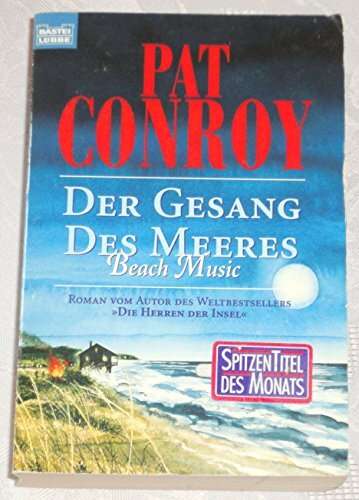 BASTEI
LÜBBE
PAT
CONROY
DER GESANG
DES MEERES
Beach Music
ROMAN VOM AUTOR DES WELTBESTSELLERS
»DIE HERREN DER INSEL«
SPITZENTITEL
DES MONATS